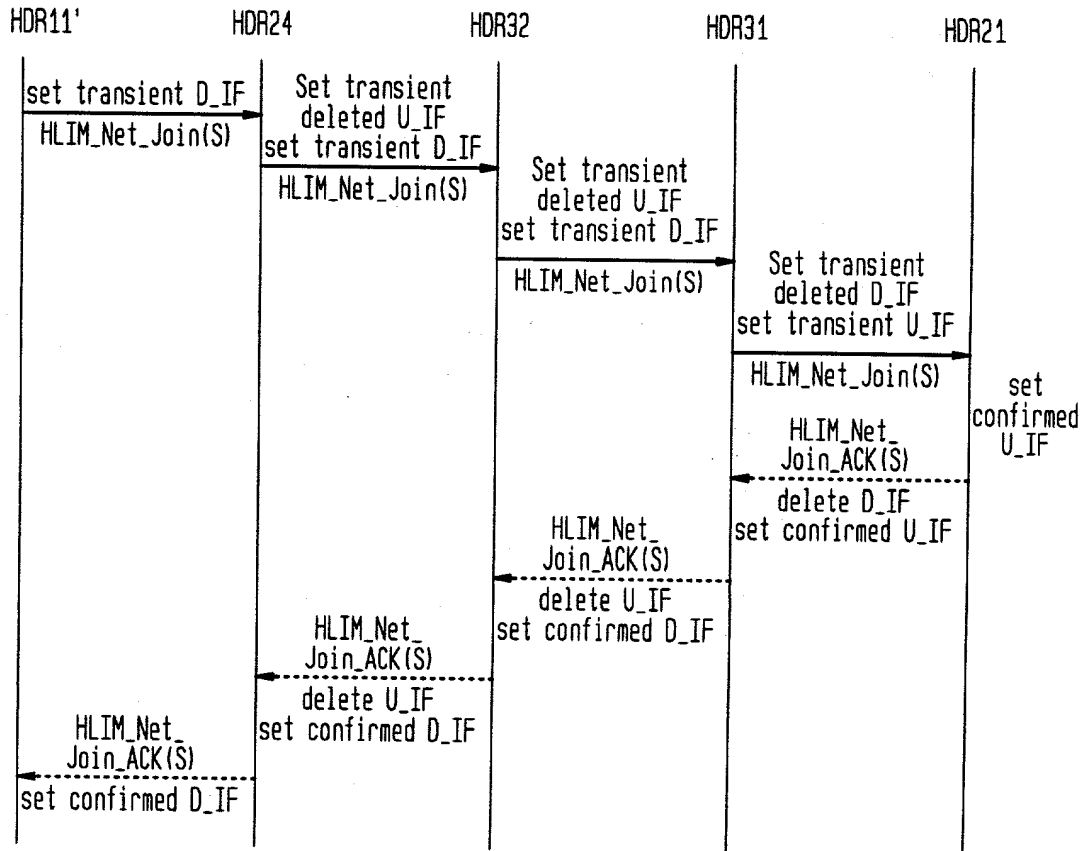 HDR11'
HDR24
HDR32
HDR31
HDR21
set transient D_IF
HLIM_Net_Join(S)
Set transient
deleted U_IF
set transient D_IF
HLIM_Net_Join(S)
Set transient
deleted U_IF
set transient D_IF
HLIM_Net_Join(S)
Set transient
deleted D_IF
set transient U_IF
HLIM_Net_Join(S)
set
confirmed
U_IF
HLIM_Net_
Join_ACK(S)
delete D_IF
set confirmed U_IF
HLIM_Net_
Join_ACK(S)
delete U_IF
set confirmed D_IF
HLIM_Net_
Join_ACK(S)
delete U_IF
set confirmed D_IF
HLIM_Net_
Join_ACK(S)
set confirmed D_IF